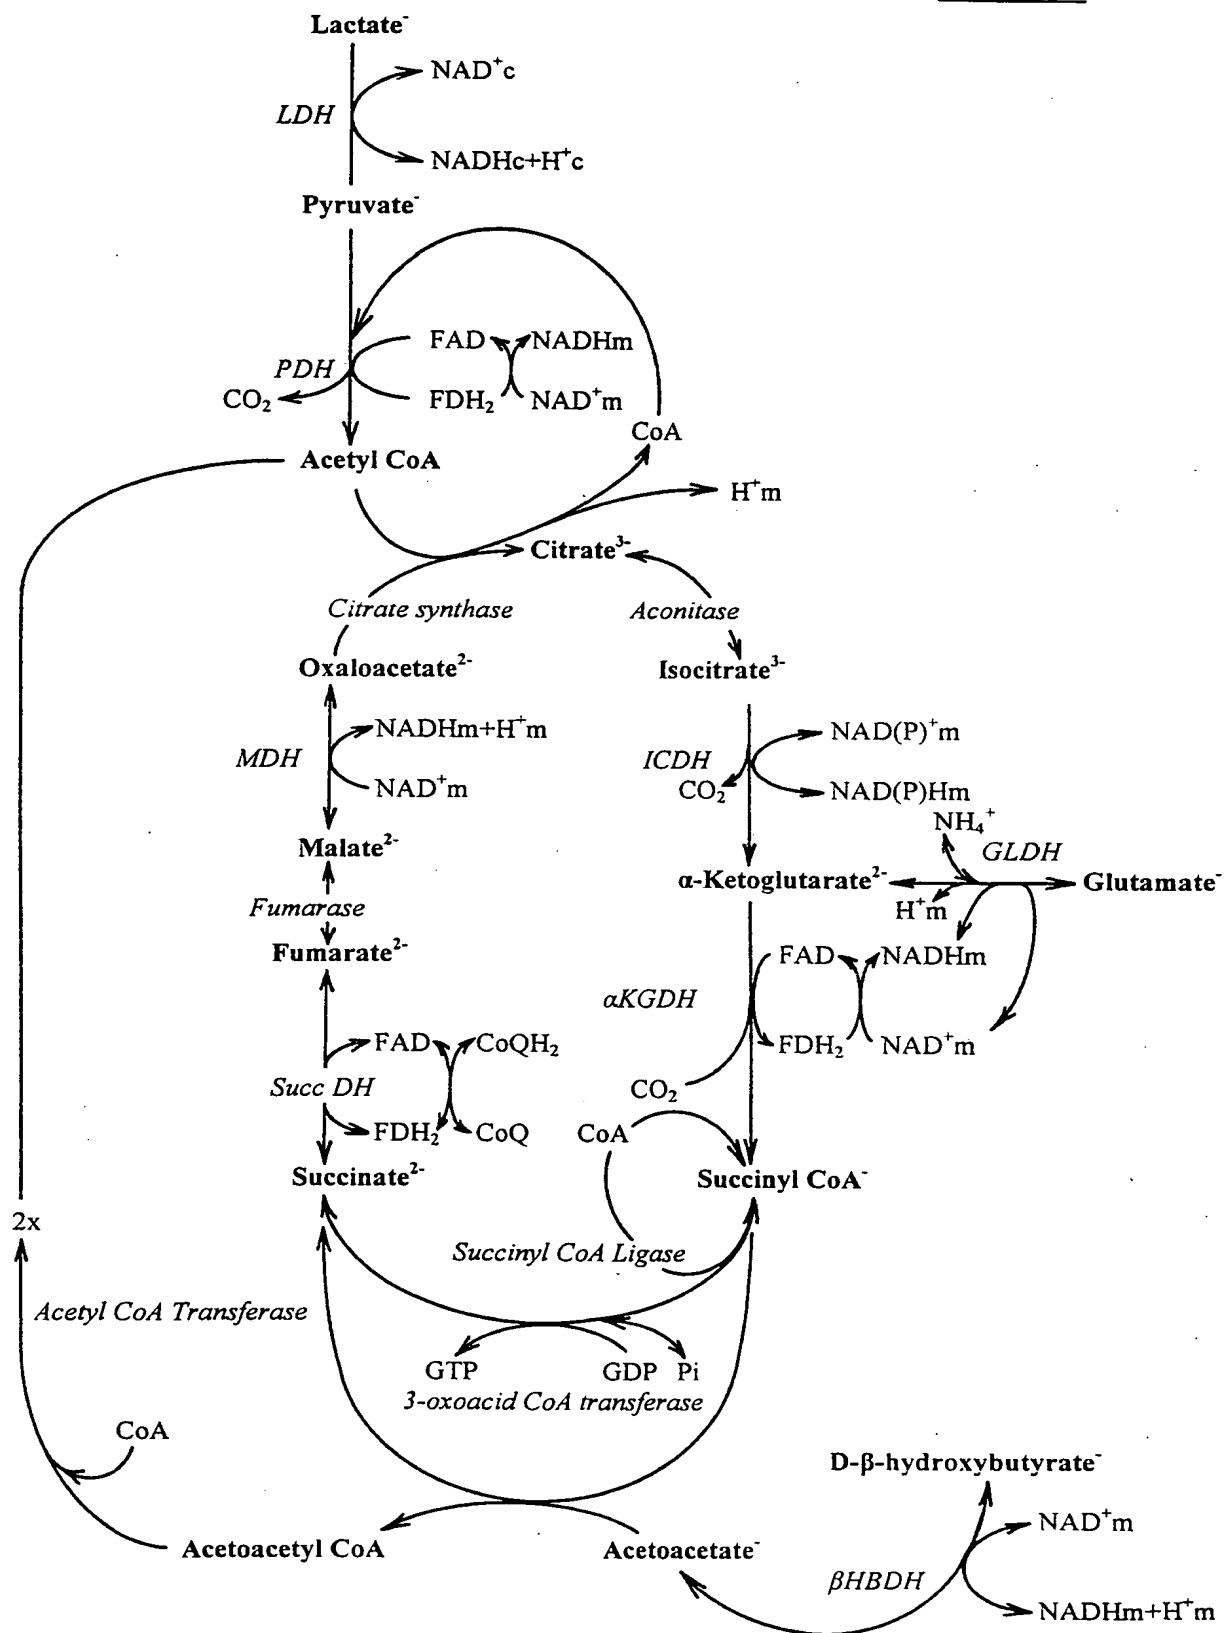 Lactate⁻
NAD⁺c
LDH
NADHc+H⁺c
Pyruvate⁻
FAD NADHm
PDH
CO₂ FDH₂ NAD⁺m
CoA
Acetyl CoA
H⁺m
Citrate³⁻
Citrate synthase Aconitase
Oxaloacetate²⁻ Isocitrate³⁻
NADHm+H⁺m NAD(P)⁺m
MDH ICDH
NAD⁺m CO₂ NAD(P)Hm
NH₄⁺
Malate²⁻ GLDH
α-Ketoglutarate²⁻ Glutamate⁻
Fumarase H⁺m
Fumarate²⁻ FAD NADHm
αKGDH
FAD CoQH₂ FDH₂ NAD⁺m
Succ DH CO₂
FDH₂ CoQ CoA
Succinate²⁻ Succinyl CoA⁻
2x
Succinyl CoA Ligase
Acetyl CoA Transferase
GTP GDP Pi
3-oxoacid CoA transferase
CoA
D-β-hydroxybutyrate⁻
NAD⁺m
Acetoacetyl CoA Acetoacetate⁻
βHBDH
NADHm+H⁺m